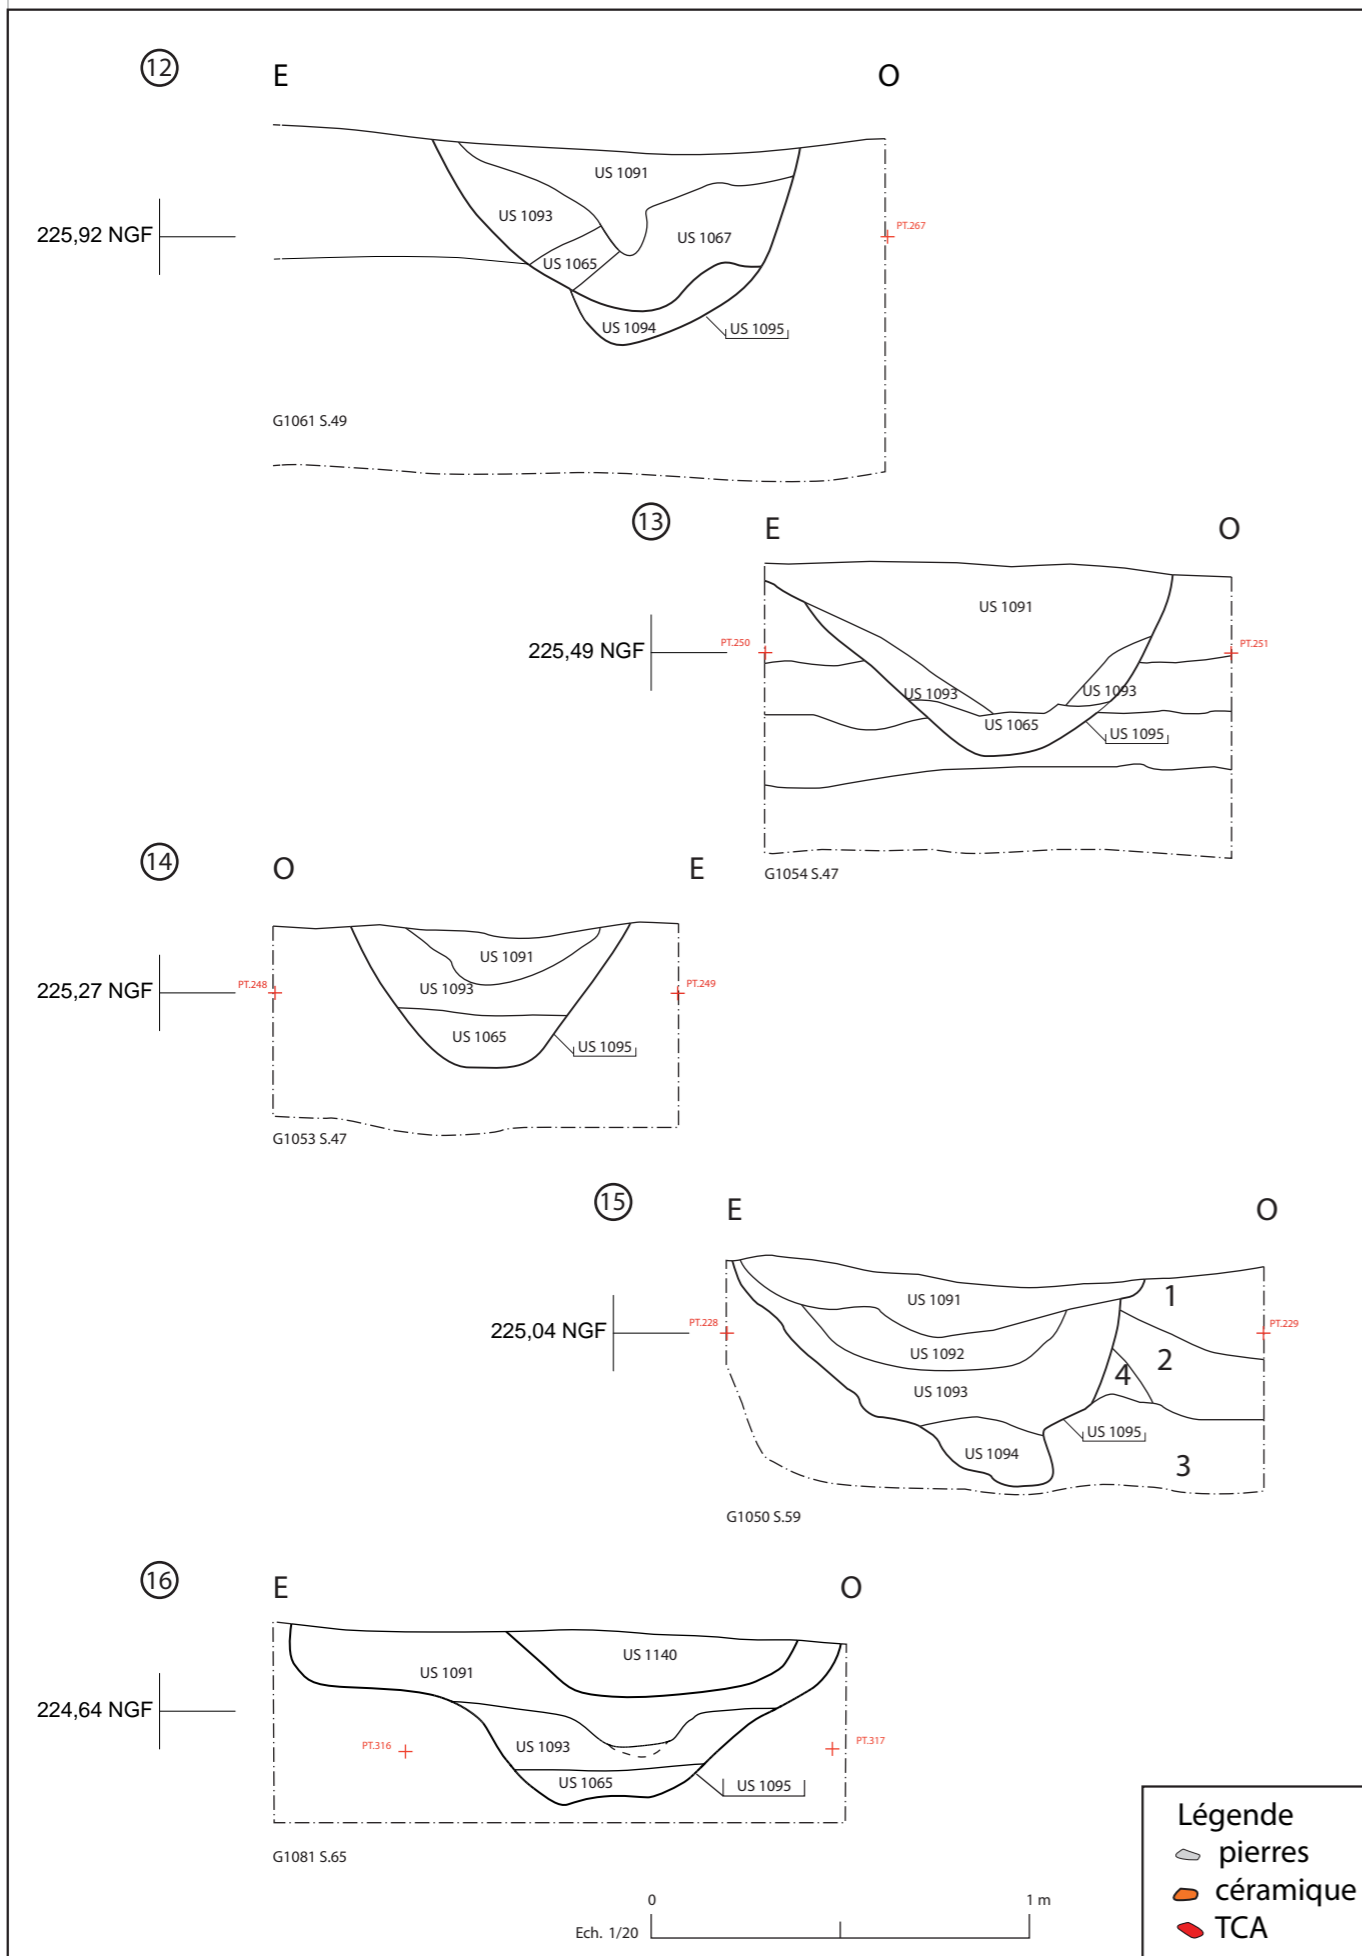 12
E O
US 1091
US 1093
US 1067
225,92 NGF
PT.267
US 1065
US 1094
US 1095
G1061 S.49
13
E O
US 1091
225,49 NGF
PT.250
PT.251
US 1093
US 1093
US 1065
US 1095
G1054 S.47
14
O E
US 1091
225,27 NGF
PT.248
PT.249
US 1093
US 1065
US 1095
G1053 S.47
15
E O
US 1091
1
225,04 NGF
PT.228
PT.229
US 1092
2
4
US 1093
US 1095
US 1094
3
G1050 S.59
16
E O
US 1140
US 1091
224,64 NGF
PT.316
PT.317
US 1093
US 1065
US 1095
G1081 S.65
Légende
pierres
céramique
TCA
0 1 m
Ech. 1/20